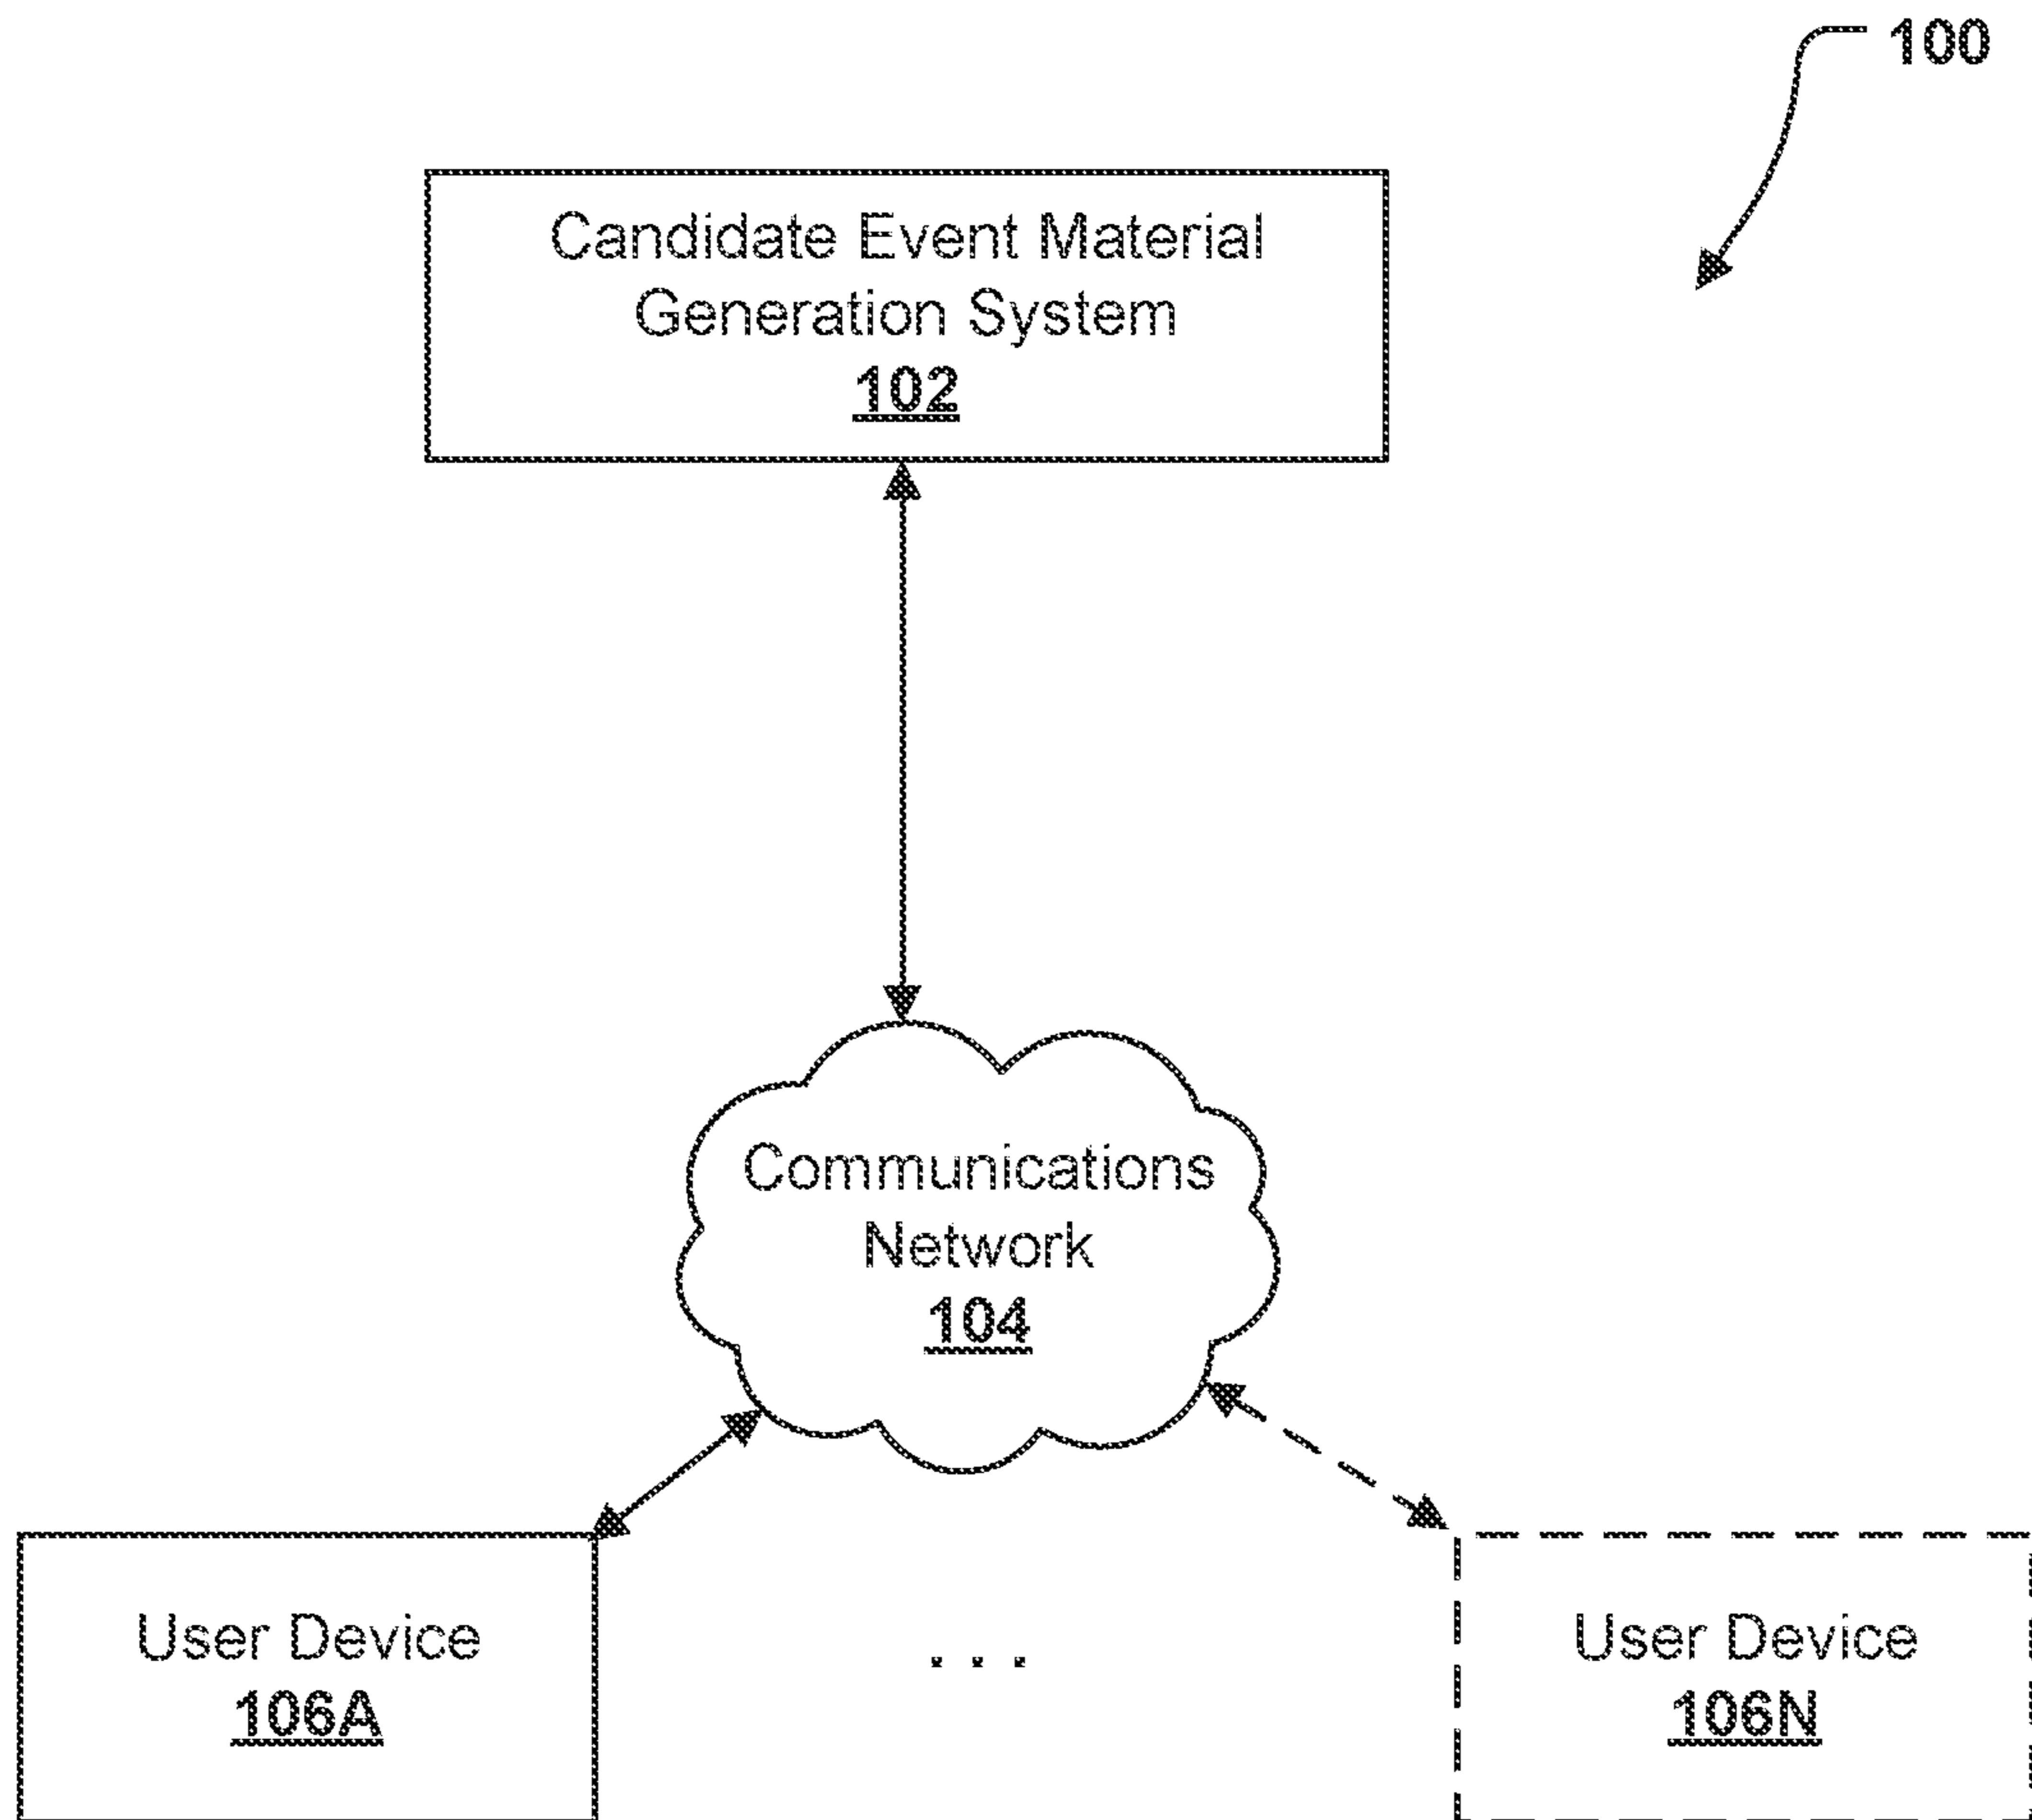 100
Candidate Event Material
Generation System
102
Communications
Network
104
User Device
106A
. . .
User Device
106N